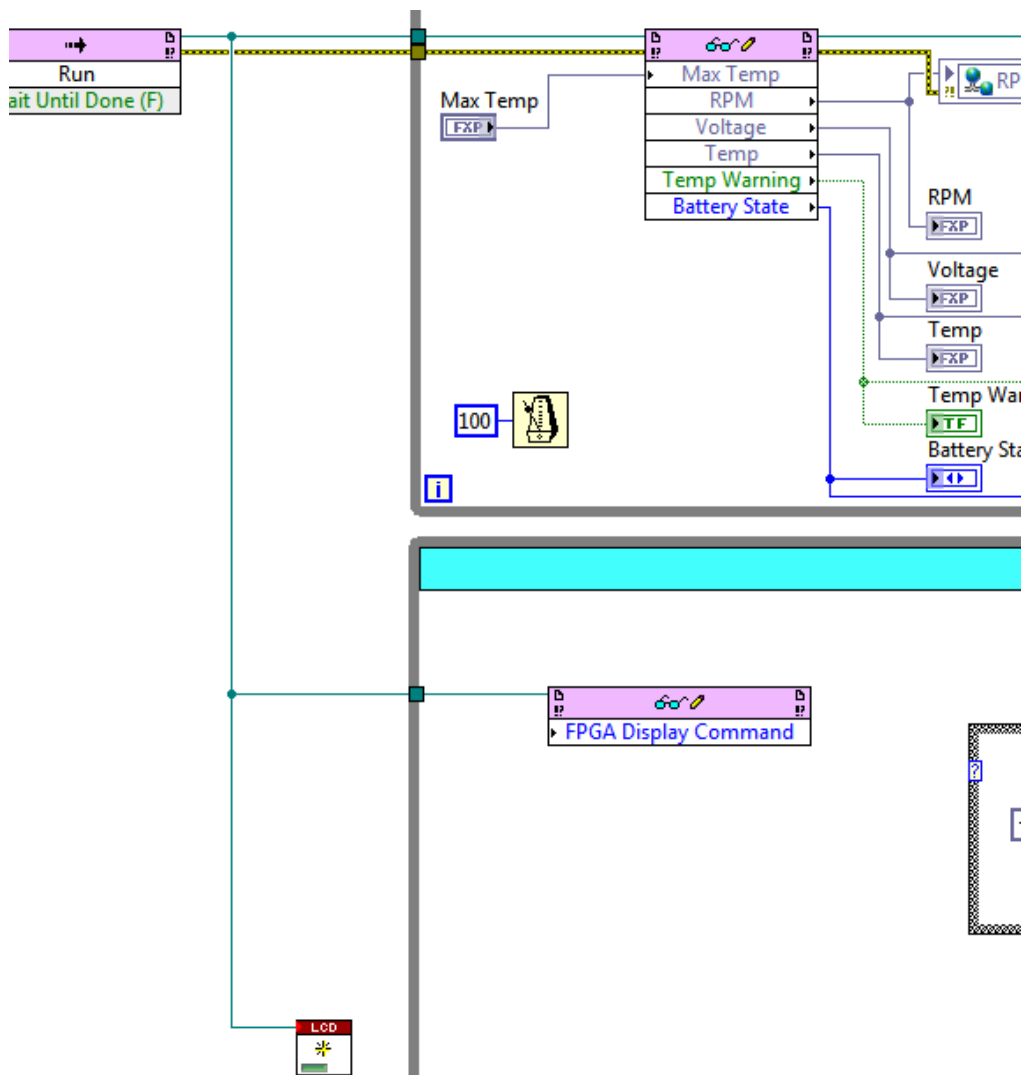 Run
ait Until Done (F)
Max Temp
FXP
Max Temp
RPM
Voltage
Temp
Temp Warning
Battery State
RP
RPM
FXP
Voltage
FXP
Temp
FXP
Temp War
TF
Battery Sta
100
i
FPGA Display Command
?
LCD